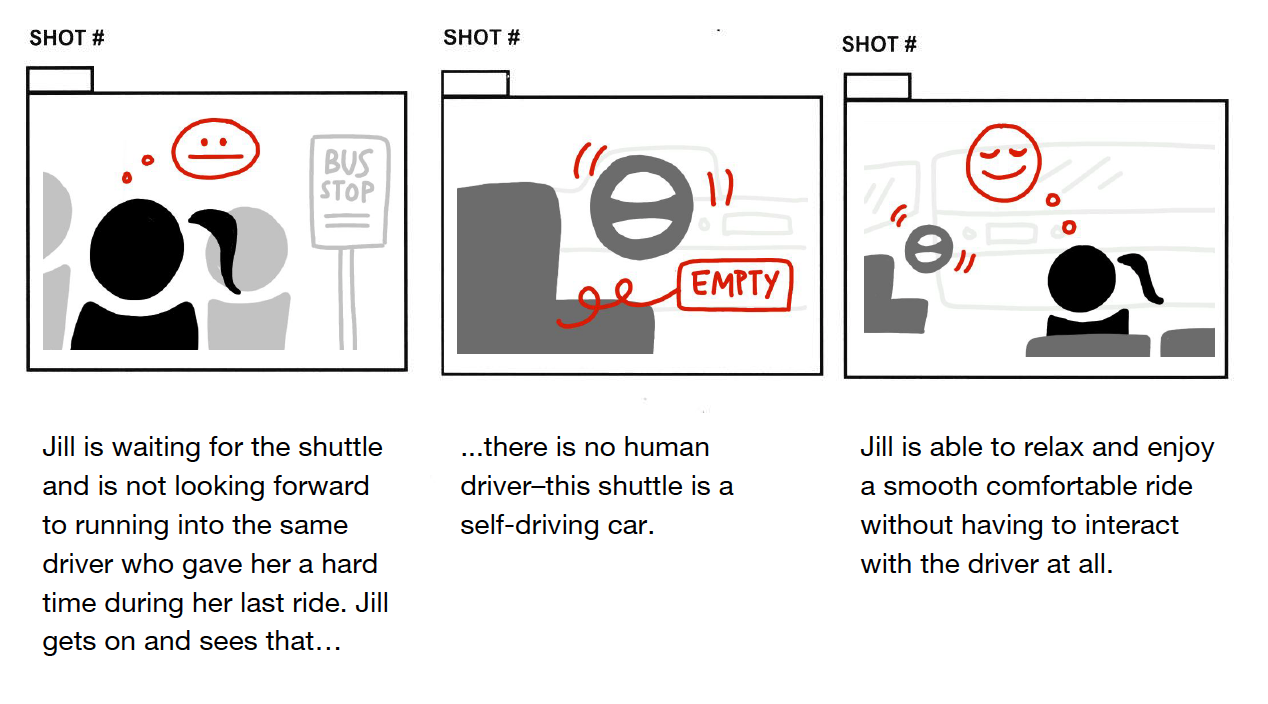 SHOT #
BUS
STOP
Jill is waiting for the shuttle
and is not looking forward
to running into the same
driver who gave her a hard
time during her last ride. Jill
gets on and sees that…
SHOT #
EMPTY
...there is no human
driver–this shuttle is a
self-driving car.
SHOT #
Jill is able to relax and enjoy
a smooth comfortable ride
without having to interact
with the driver at all.